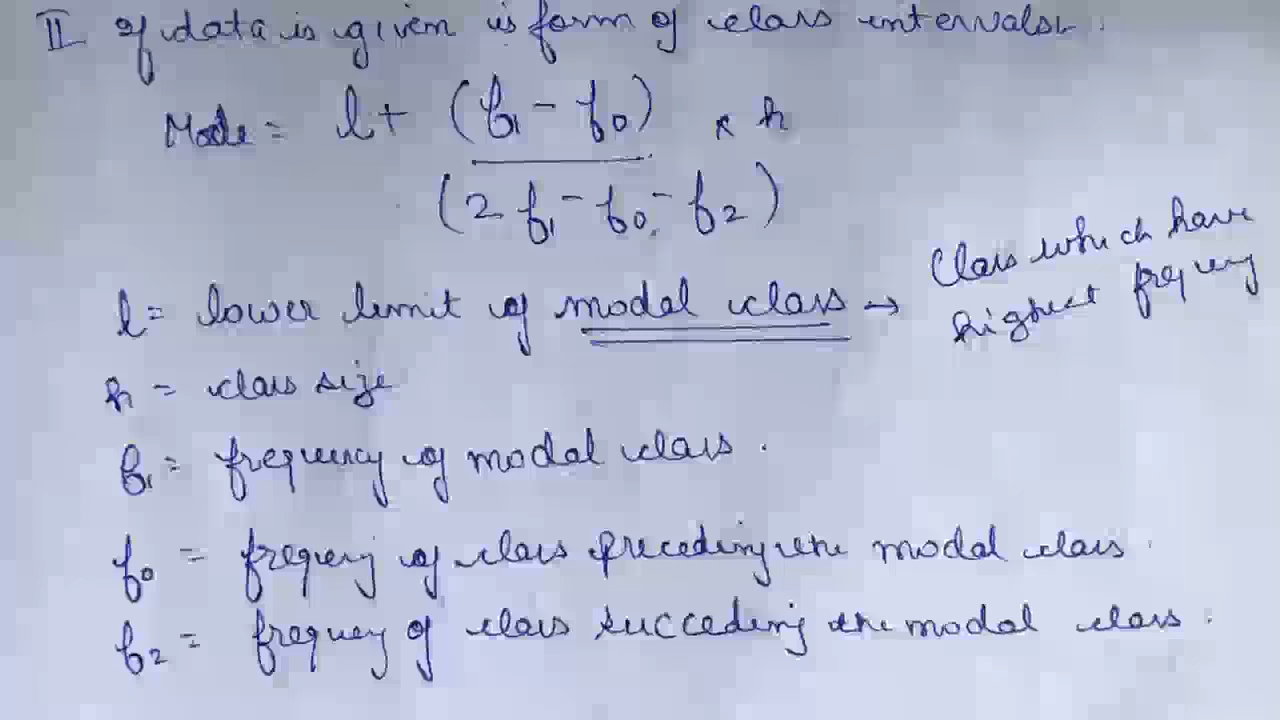 II If data is given is form of class intervals.
Mode = l + (f₁ - f₀) × h
(2f₁ - f₀ - f₂)
l = lower limit of modal class → Class which have
highest frequency
h = class size
f₁ = frequency of modal class.
f₀ = frequency of class preceding the modal class.
f₂ = frequency of class succeding the modal class.